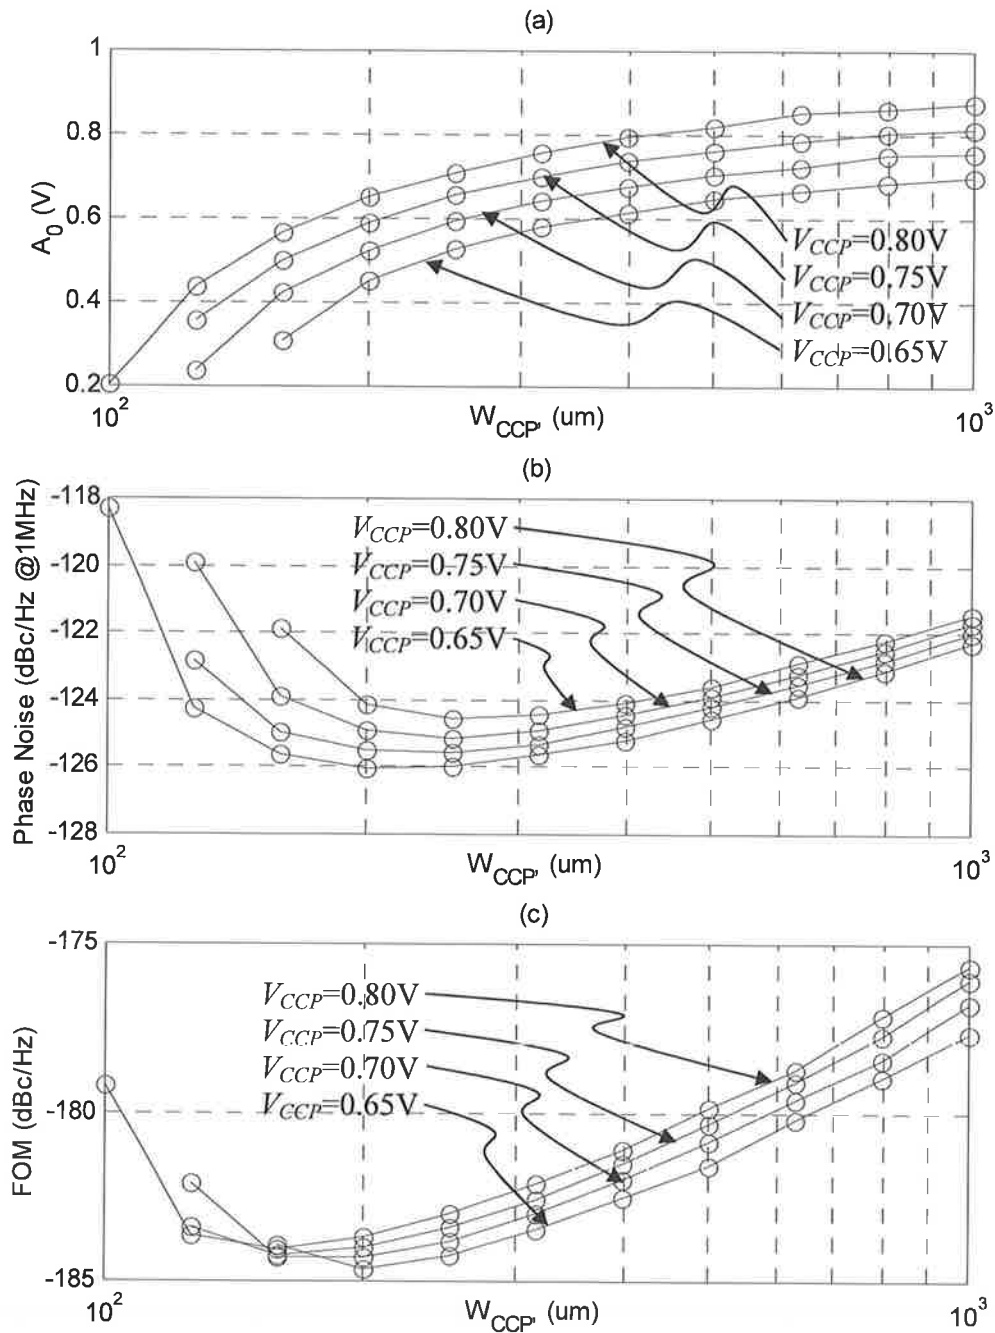 (a)
1
0.8
0.6
0.4
0.2
A0 (V)
VCCP=0.80V
VCCP=0.75V
VCCP=0.70V
VCCP=0.65V
10^2
WCCP, (um)
10^3
(b)
-118
-120
-122
-124
-126
-128
Phase Noise (dBc/Hz @1MHz)
VCCP=0.80V
VCCP=0.75V
VCCP=0.70V
VCCP=0.65V
10^2
WCCP, (um)
10^3
(c)
-175
-180
-185
FOM (dBc/Hz)
VCCP=0.80V
VCCP=0.75V
VCCP=0.70V
VCCP=0.65V
10^2
WCCP, (um)
10^3